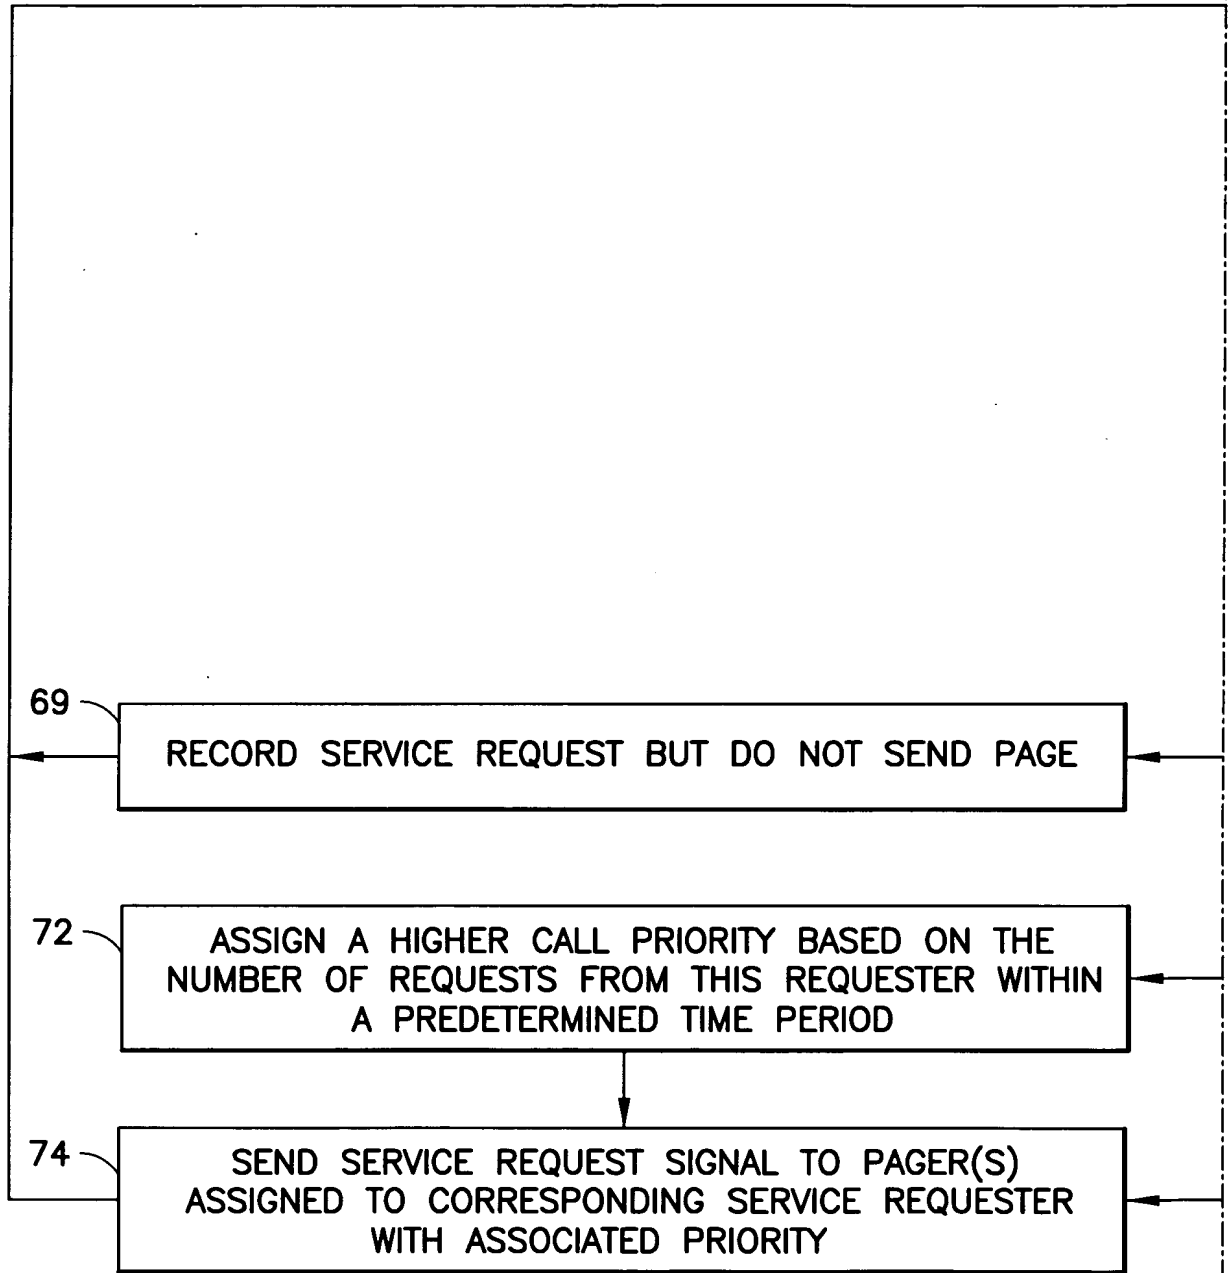 69
RECORD SERVICE REQUEST BUT DO NOT SEND PAGE
72
ASSIGN A HIGHER CALL PRIORITY BASED ON THE
NUMBER OF REQUESTS FROM THIS REQUESTER WITHIN
A PREDETERMINED TIME PERIOD
74
SEND SERVICE REQUEST SIGNAL TO PAGER(S)
ASSIGNED TO CORRESPONDING SERVICE REQUESTER
WITH ASSOCIATED PRIORITY